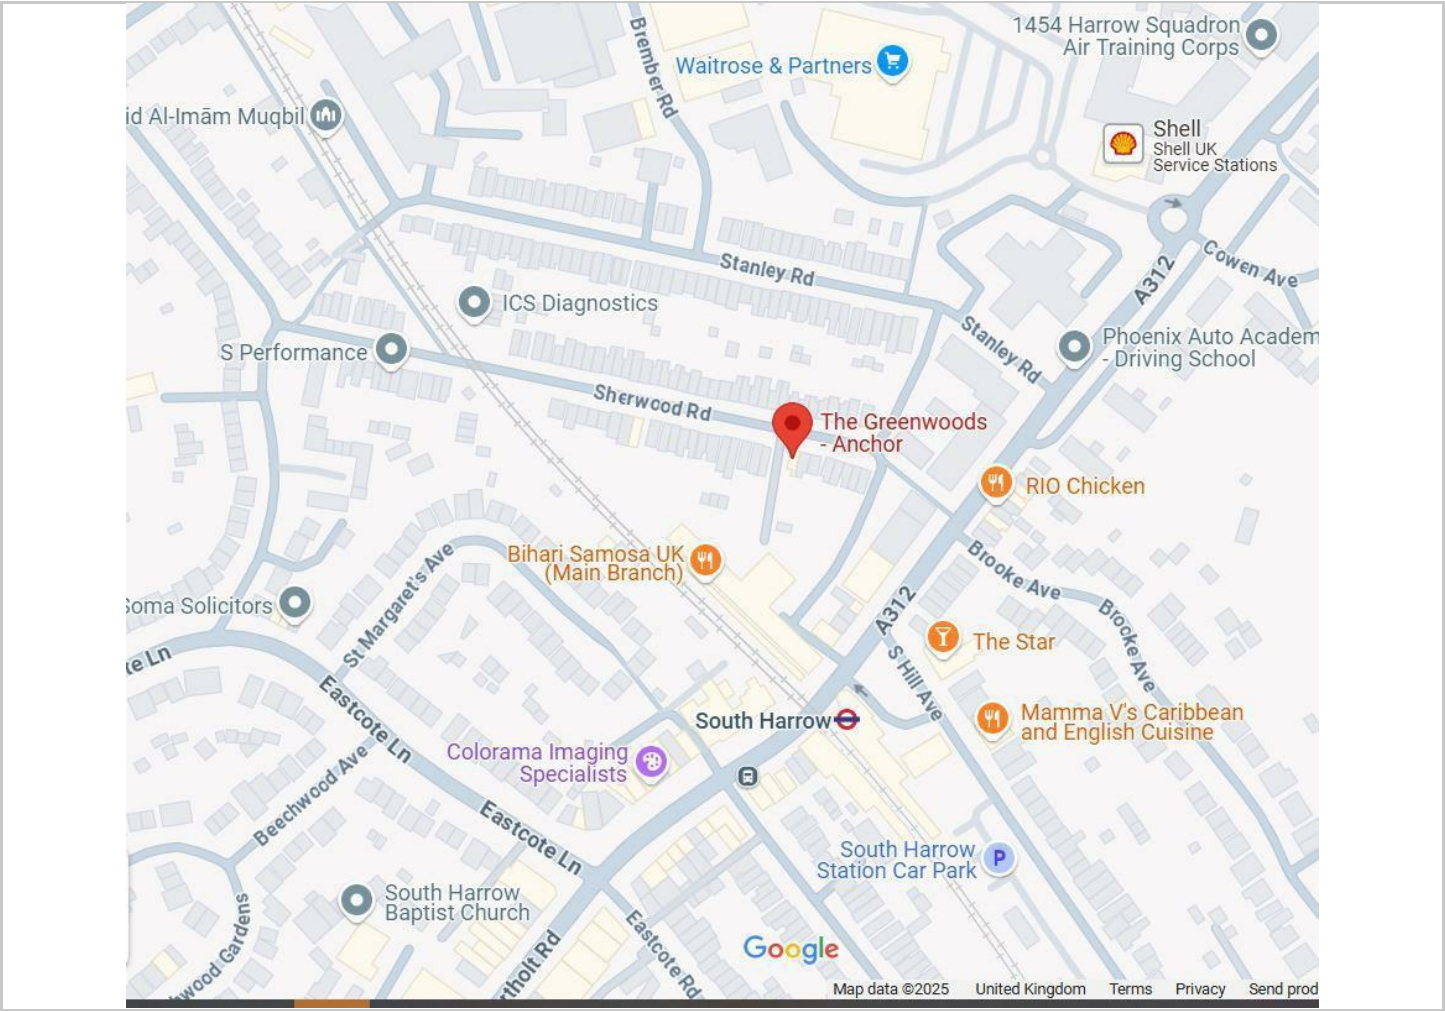 Brember Rd
Waitrose & Partners
1454 Harrow Squadron
Air Training Corps
id Al-Imām Muqbil
Shell
Shell UK
Service Stations
Stanley Rd
Cowen Ave
A312
ICS Diagnostics
Stanley Rd
S Performance
Phoenix Auto Academ
- Driving School
Sherwood Rd
The Greenwoods
- Anchor
RIO Chicken
Bihari Samosa UK
(Main Branch)
St Margaret's Ave
Brooke Ave
Soma Solicitors
A312
Brooke Ave
The Star
S Hill Ave
ke Ln
Eastcote Ln
South Harrow
Mamma V's Caribbean
and English Cuisine
Colorama Imaging
Specialists
Beechwood Ave
Eastcote Ln
South Harrow
Station Car Park
P
South Harrow
Baptist Church
hwood Gardens
rtholt Rd
Eastcote Rd
Google
Map data ©2025 United Kingdom Terms Privacy Send prod